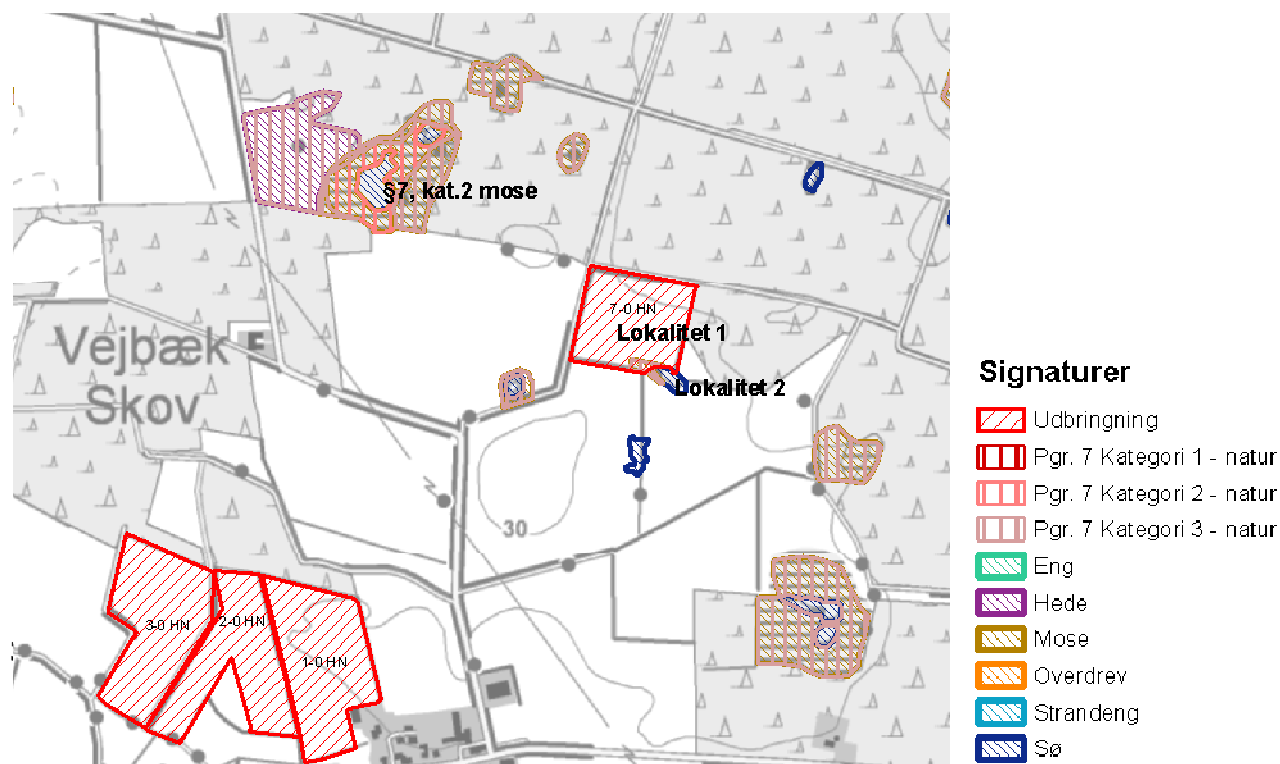 §7, kat.2 mose
7-0 HN
Lokalitet 1
Vejbæk
Skov
Lokalitet 2
30
3-0 HN
2-0 HN
1-0 HN
Signaturer
Udbringning
Pgr. 7 Kategori 1 - natur
Pgr. 7 Kategori 2 - natur
Pgr. 7 Kategori 3 - natur
Eng
Hede
Mose
Overdrev
Strandeng
Sø